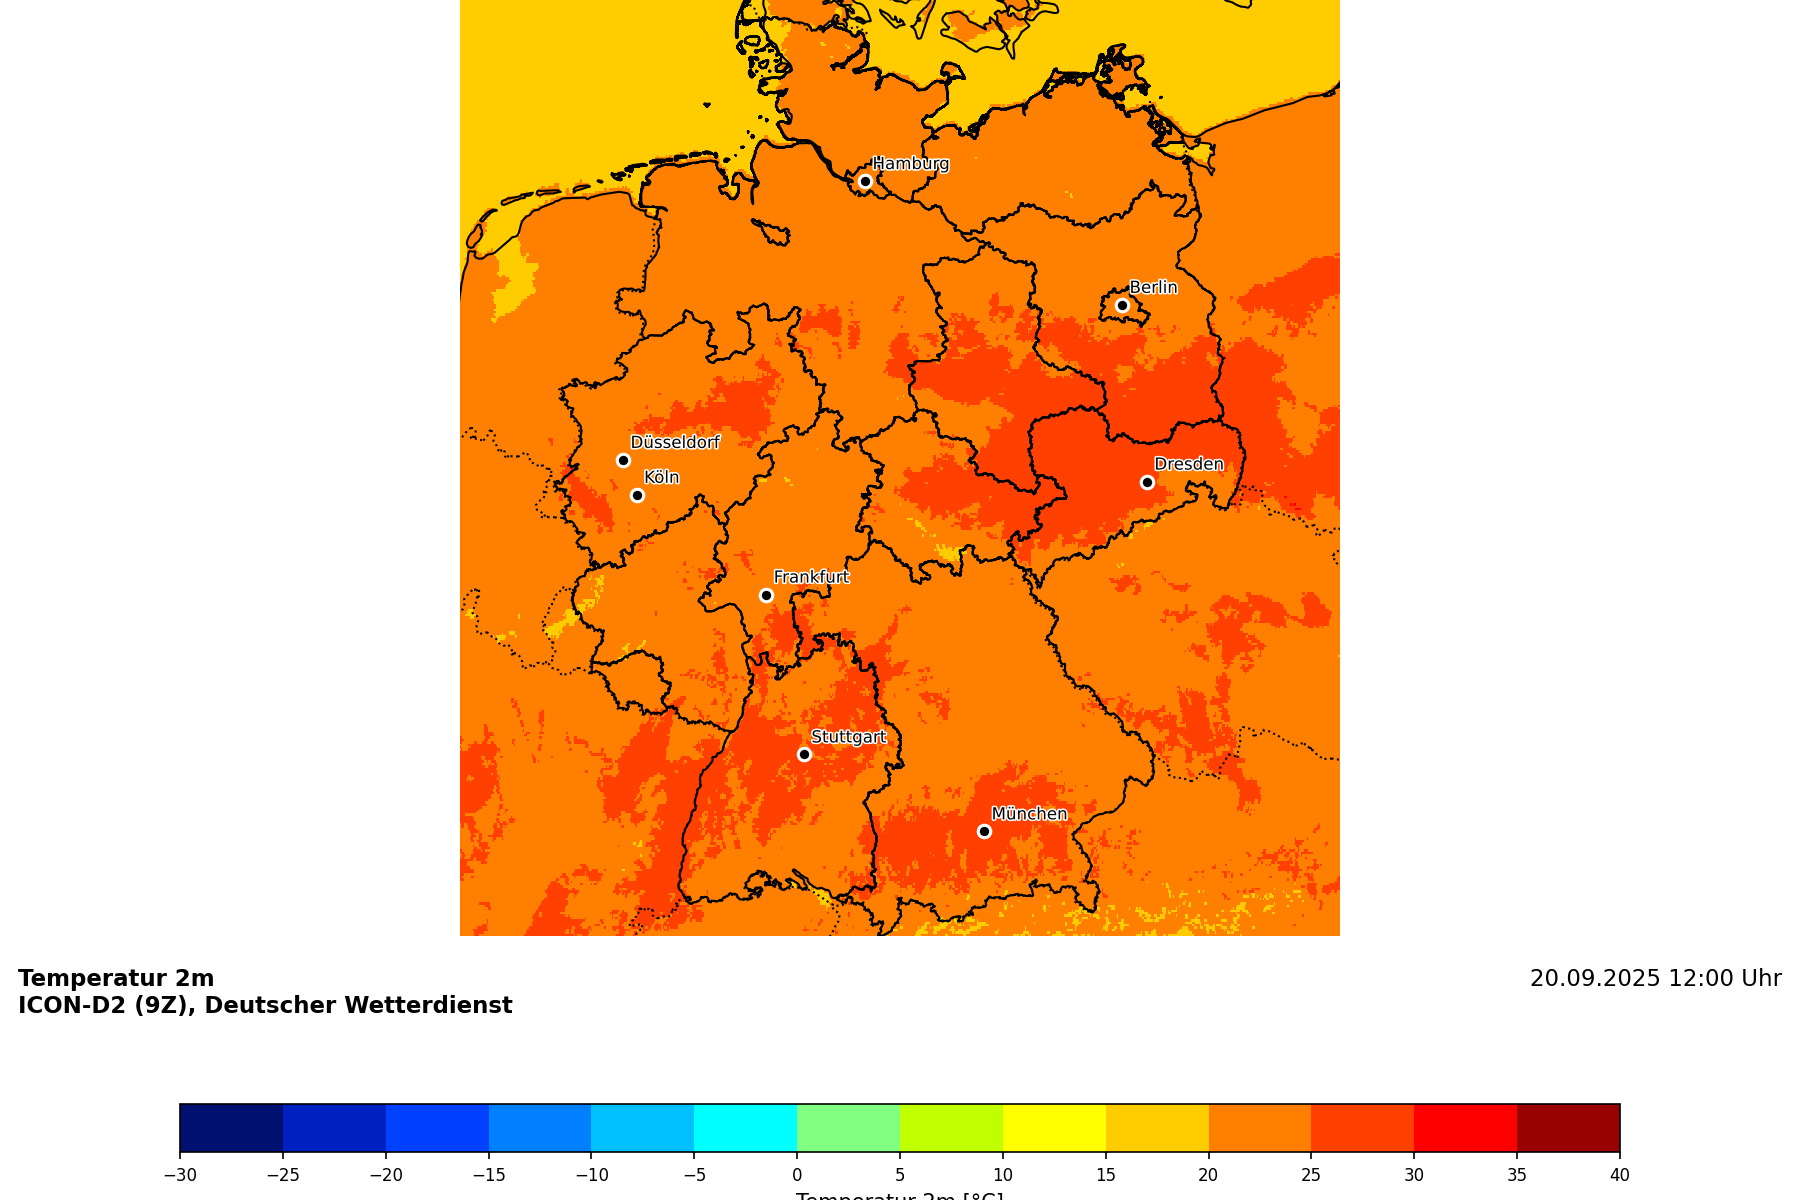 Hamburg
Berlin
Düsseldorf
Köln
Dresden
Frankfurt
Stuttgart
München
Temperatur 2m
ICON-D2 (9Z), Deutscher Wetterdienst
20.09.2025 12:00 Uhr
−30 −25 −20 −15 −10 −5 0 5 10 15 20 25 30 35 40
Temperatur 2m [°C]